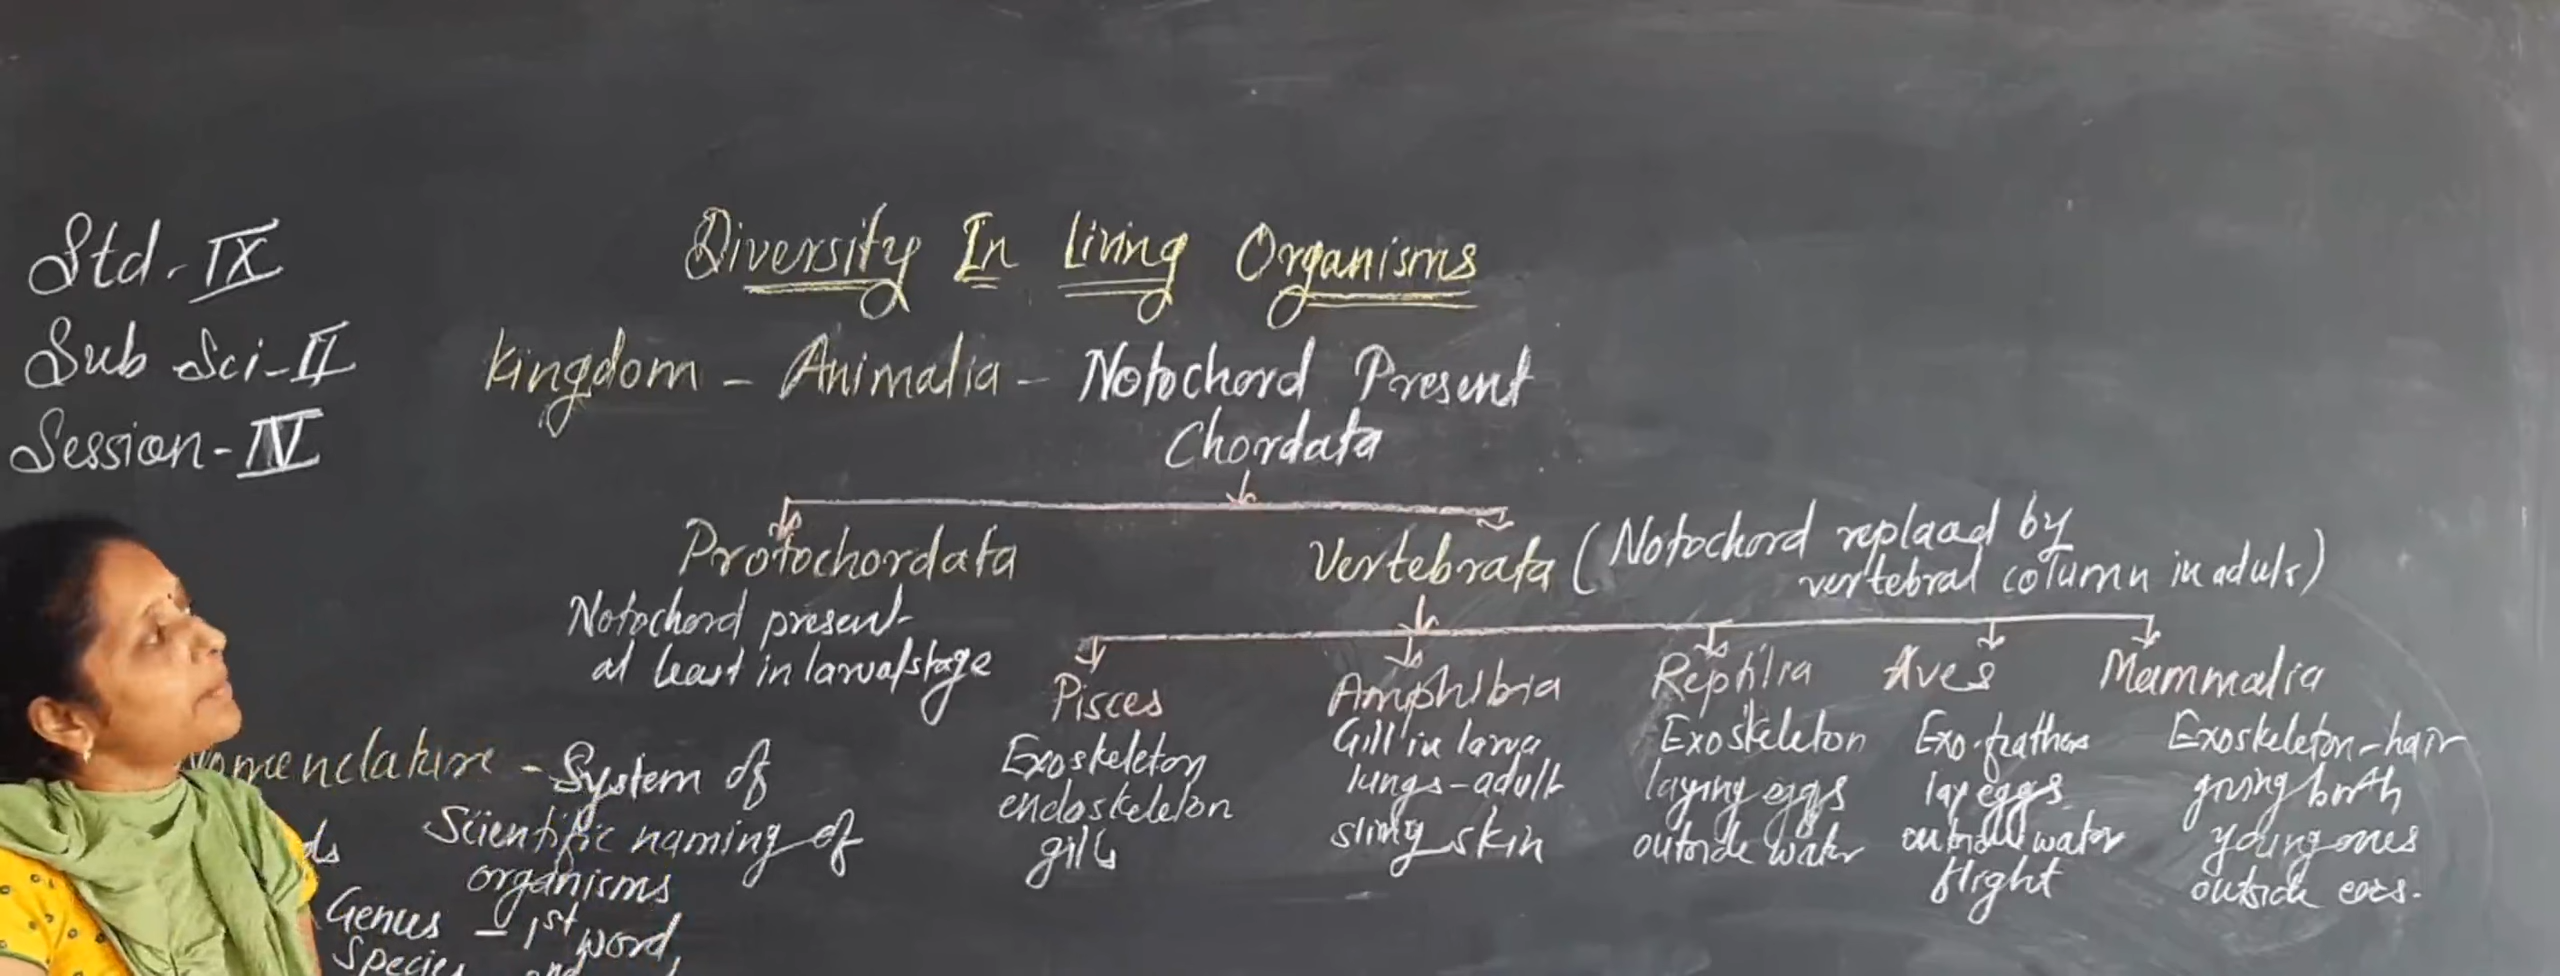 Std. IX
Sub Sci-II
Session-IV
Diversity In Living Organisms
Kingdom - Animalia - Notochord Present
Chordata
Protochordata
Notochord present
at least in larval stage
Vertebrata (Notochord replaced by
vertebral column in adult)
Pisces
Exoskeleton
endoskeleton
gills
Amphibia
Gill in larva
lungs-adult
slimy skin
Reptilia
Exoskeleton
laying eggs
outside water
Aves
Exo-feathers
lay eggs
outside water
flight
Mammalia
Exoskeleton-hair
giving birth
young ones
outside ears.
Nomenclature - System of
Scientific naming of
organisms
Genus - 1st word,
Species